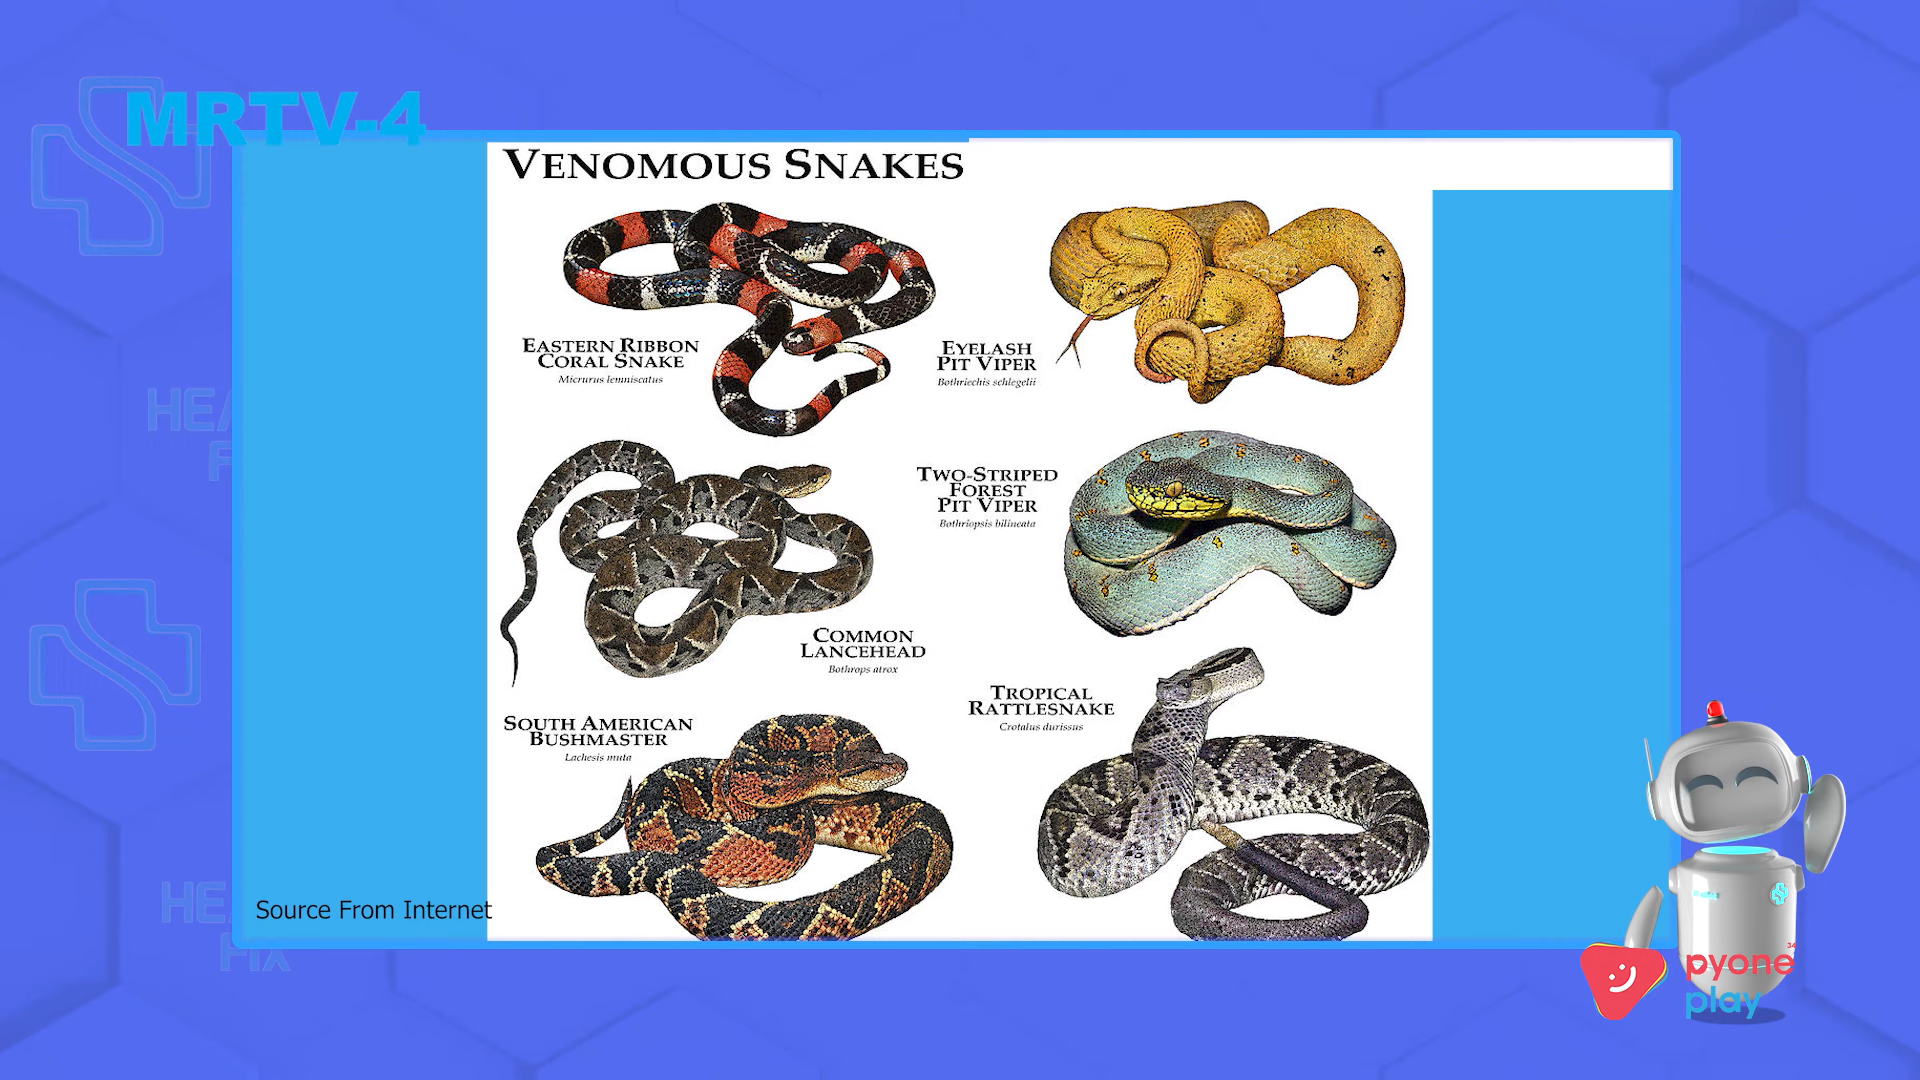 MRTV-4
VENOMOUS SNAKES
EASTERN RIBBON
CORAL SNAKE
Micrurus lemniscatus
EYELASH
PIT VIPER
Bothriechis schlegelii
TWO-STRIPED
FOREST
PIT VIPER
Bothriopsis bilineata
COMMON
LANCEHEAD
Bothrops atrox
TROPICAL
RATTLESNAKE
Crotalus durissus
SOUTH AMERICAN
BUSHMASTER
Lachesis muta
Source From Internet
HE
FIX
pyone
play